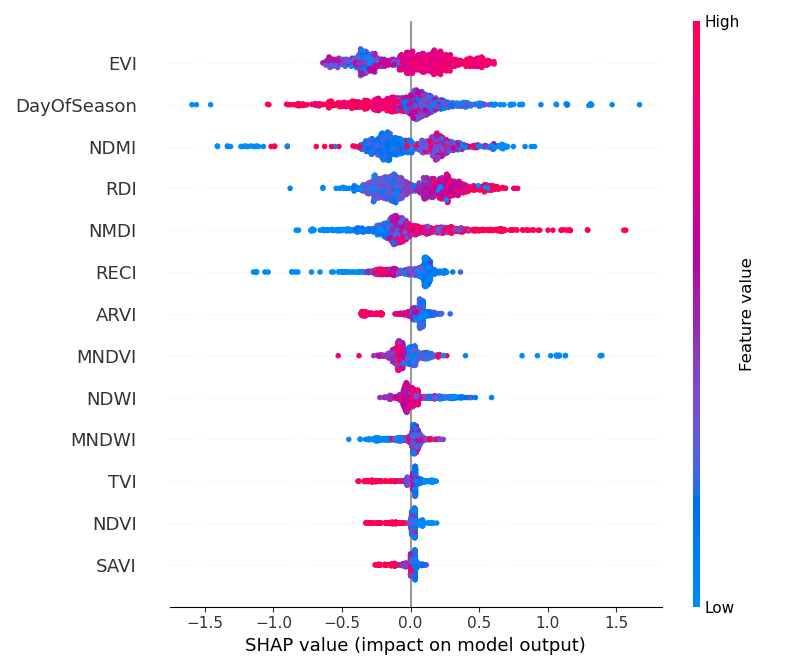 High
EVI
DayOfSeason
NDMI
RDI
NMDI
RECI
ARVI
MNDVI
NDWI
MNDWI
TVI
NDVI
SAVI
Feature value
Low
−1.5 −1.0 −0.5 0.0 0.5 1.0 1.5
SHAP value (impact on model output)